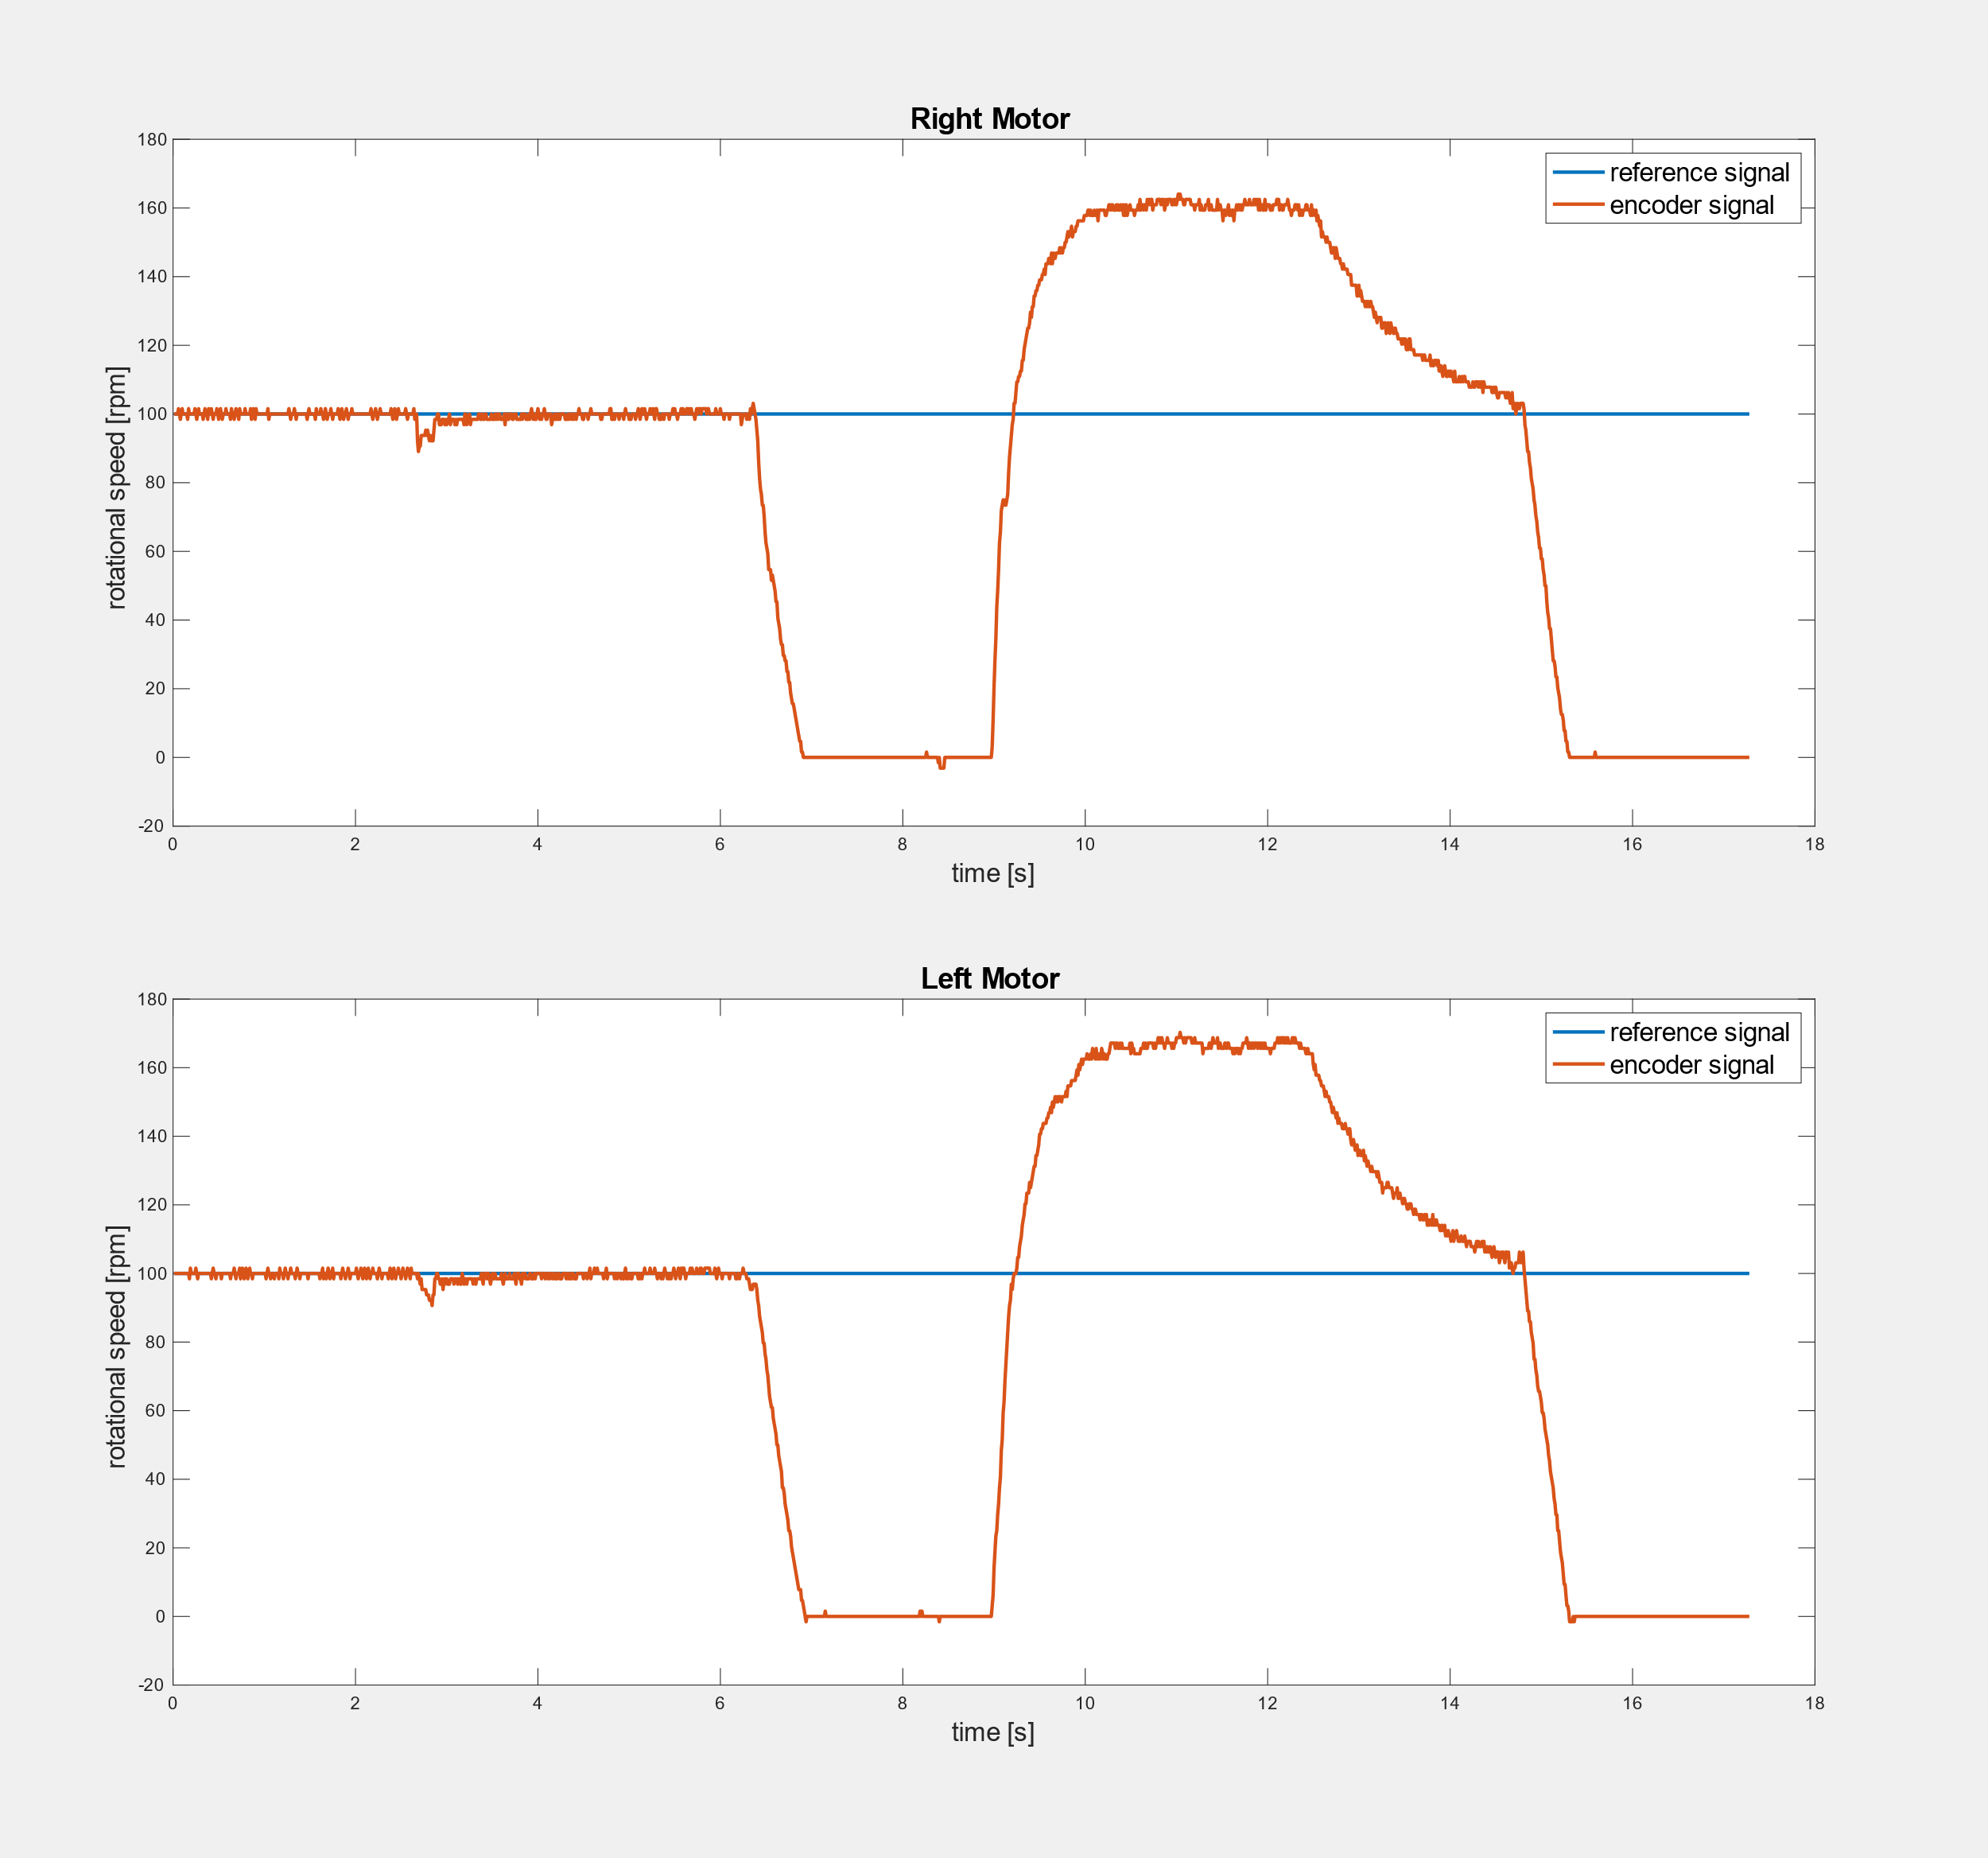 Right Motor
180
160
140
120
100
80
60
40
20
0
-20
rotational speed [rpm]
reference signal
encoder signal
0 2 4 6 8 10 12 14 16 18
time [s]
Left Motor
180
160
140
120
100
80
60
40
20
0
-20
rotational speed [rpm]
reference signal
encoder signal
0 2 4 6 8 10 12 14 16 18
time [s]